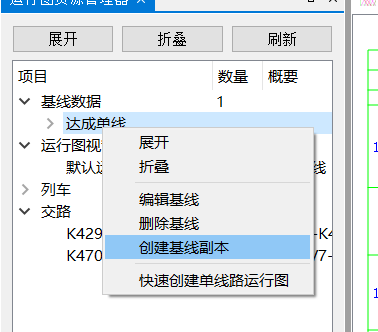 运行图资源管理器
展开 折叠 刷新
项目 数量 概要
基线数据 1
达成单线
运行图视
默认运 线
列车
交路
K429 -K4
K470 7-
展开
折叠
编辑基线
删除基线
创建基线副本
快速创建单线路运行图